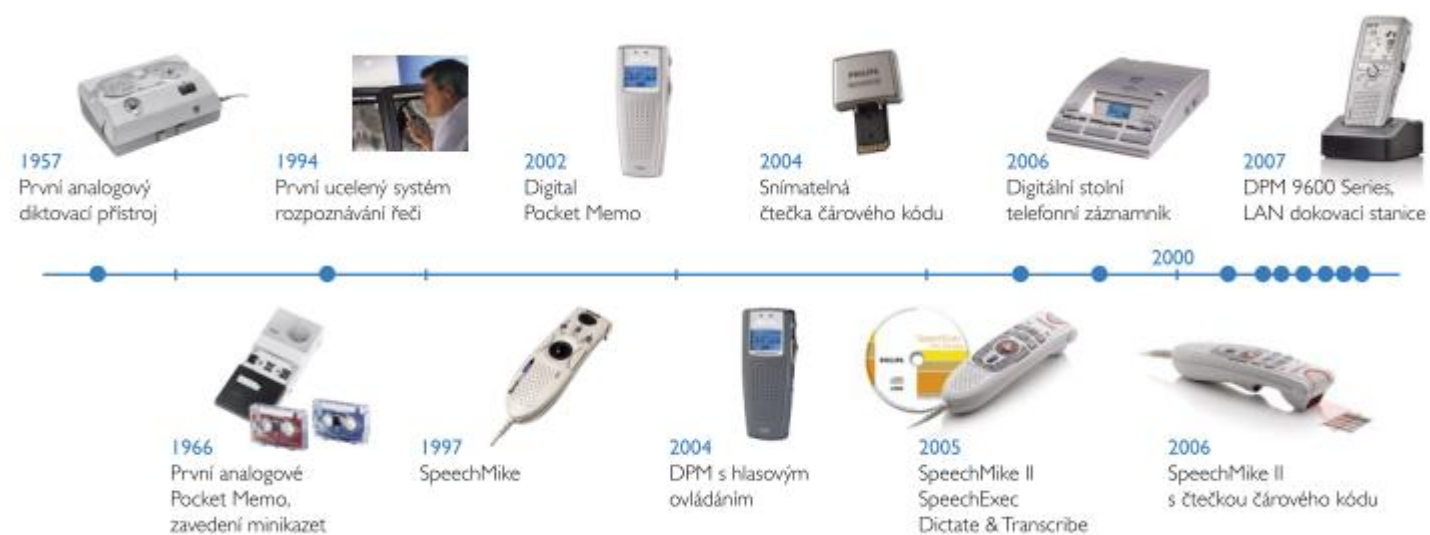 1957
První analogový
diktovací přístroj
1994
První ucelený systém
rozpoznávání řeči
2002
Digital
Pocket Memo
PHILIPS
2004
Snímatelná
čtečka čárového kódu
2006
Digitální stolní
telefonní záznamník
2007
DPM 9600 Series,
LAN dokovací stanice
2000
1966
První analogové
Pocket Memo,
zavedení minikazet
1997
SpeechMike
2004
DPM s hlasovým
ovládáním
PHILIPS
2005
SpeechMike II
SpeechExec
Dictate & Transcribe
2006
SpeechMike II
s čtečkou čárového kódu